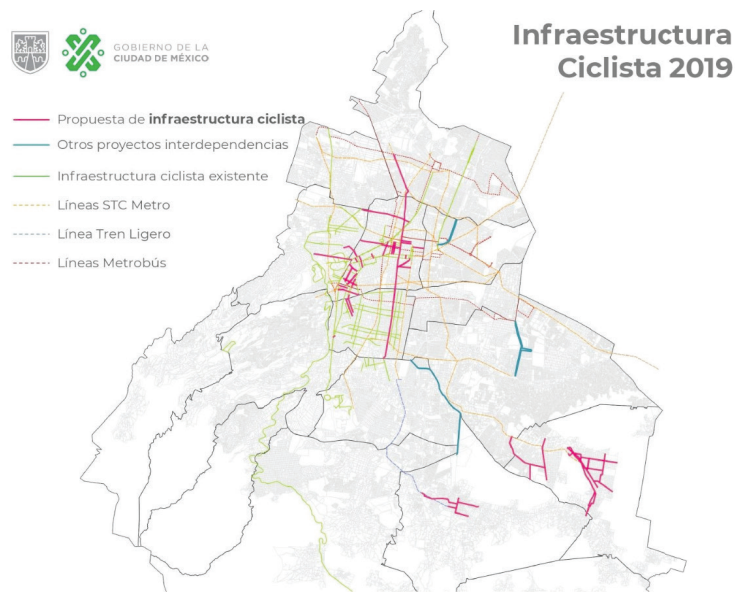 GOBIERNO DE LA
CIUDAD DE MÉXICO
Infraestructura
Ciclista 2019
Propuesta de infraestructura ciclista
Otros proyectos interdependencias
Infraestructura ciclista existente
Líneas STC Metro
Línea Tren Ligero
Líneas Metrobús